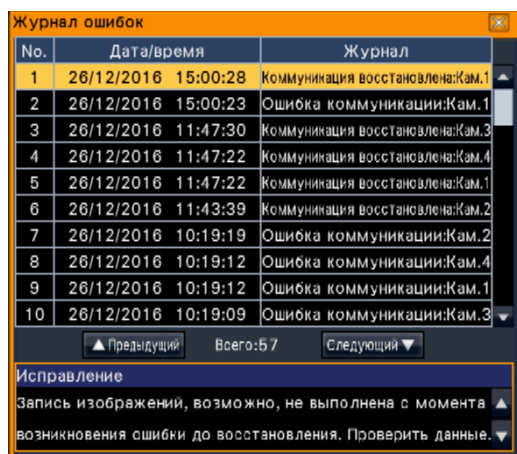 Журнал ошибок
No. Дата/время Журнал
1 26/12/2016 15:00:28 Коммуникация восстановлена:Кам.1
2 26/12/2016 15:00:23 Ошибка коммуникации:Кам.1
3 26/12/2016 11:47:30 Коммуникация восстановлена:Кам.3
4 26/12/2016 11:47:22 Коммуникация восстановлена:Кам.4
5 26/12/2016 11:47:22 Коммуникация восстановлена:Кам.1
6 26/12/2016 11:43:39 Коммуникация восстановлена:Кам.2
7 26/12/2016 10:19:19 Ошибка коммуникации:Кам.2
8 26/12/2016 10:19:12 Ошибка коммуникации:Кам.4
9 26/12/2016 10:19:12 Ошибка коммуникации:Кам.1
10 26/12/2016 10:19:09 Ошибка коммуникации:Кам.3
▲Предыдущий Всего:57 Следующий▼
Исправление
Запись изображений, возможно, не выполнена с момента
возникновения ошибки до восстановления. Проверить данные.